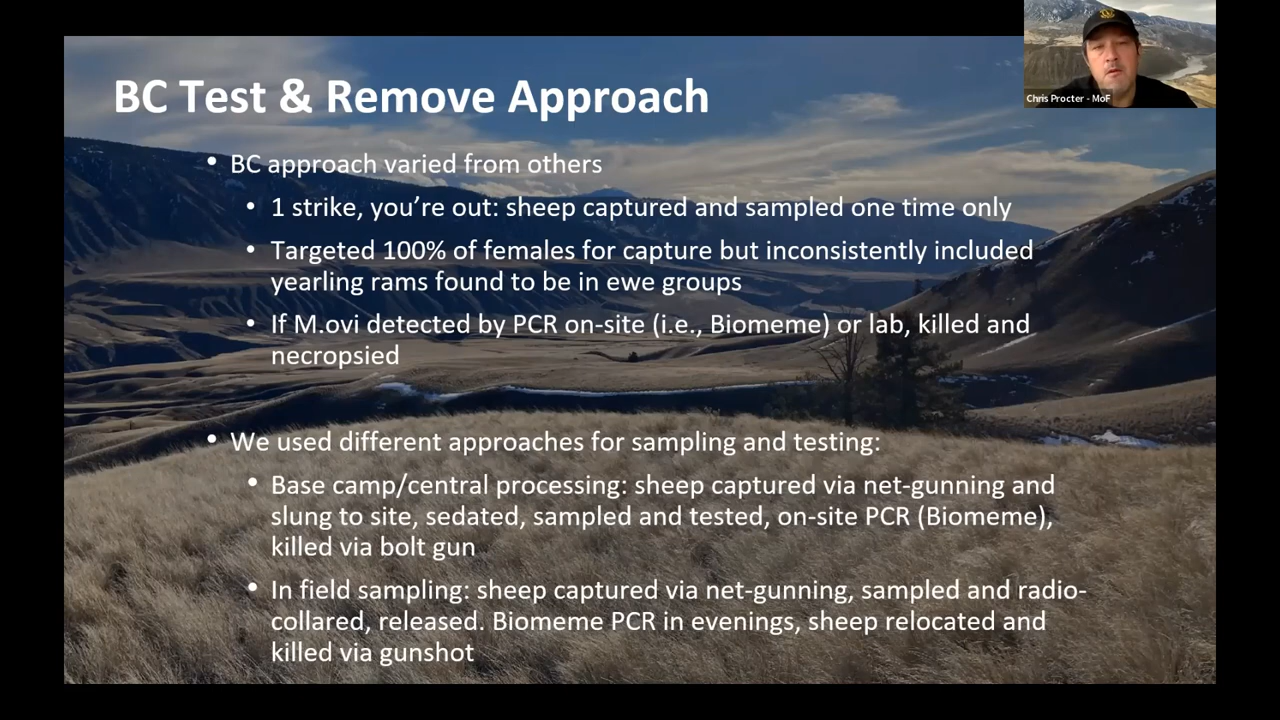 BC Test & Remove Approach
Chris Procter - MoF
• BC approach varied from others
• 1 strike, you’re out: sheep captured and sampled one time only
• Targeted 100% of females for capture but inconsistently included
yearling rams found to be in ewe groups
• If M.ovi detected by PCR on-site (i.e., Biomeme) or lab, killed and
necropsied
• We used different approaches for sampling and testing:
• Base camp/central processing: sheep captured via net-gunning and
slung to site, sedated, sampled and tested, on-site PCR (Biomeme),
killed via bolt gun
• In field sampling: sheep captured via net-gunning, sampled and radio-
collared, released. Biomeme PCR in evenings, sheep relocated and
killed via gunshot